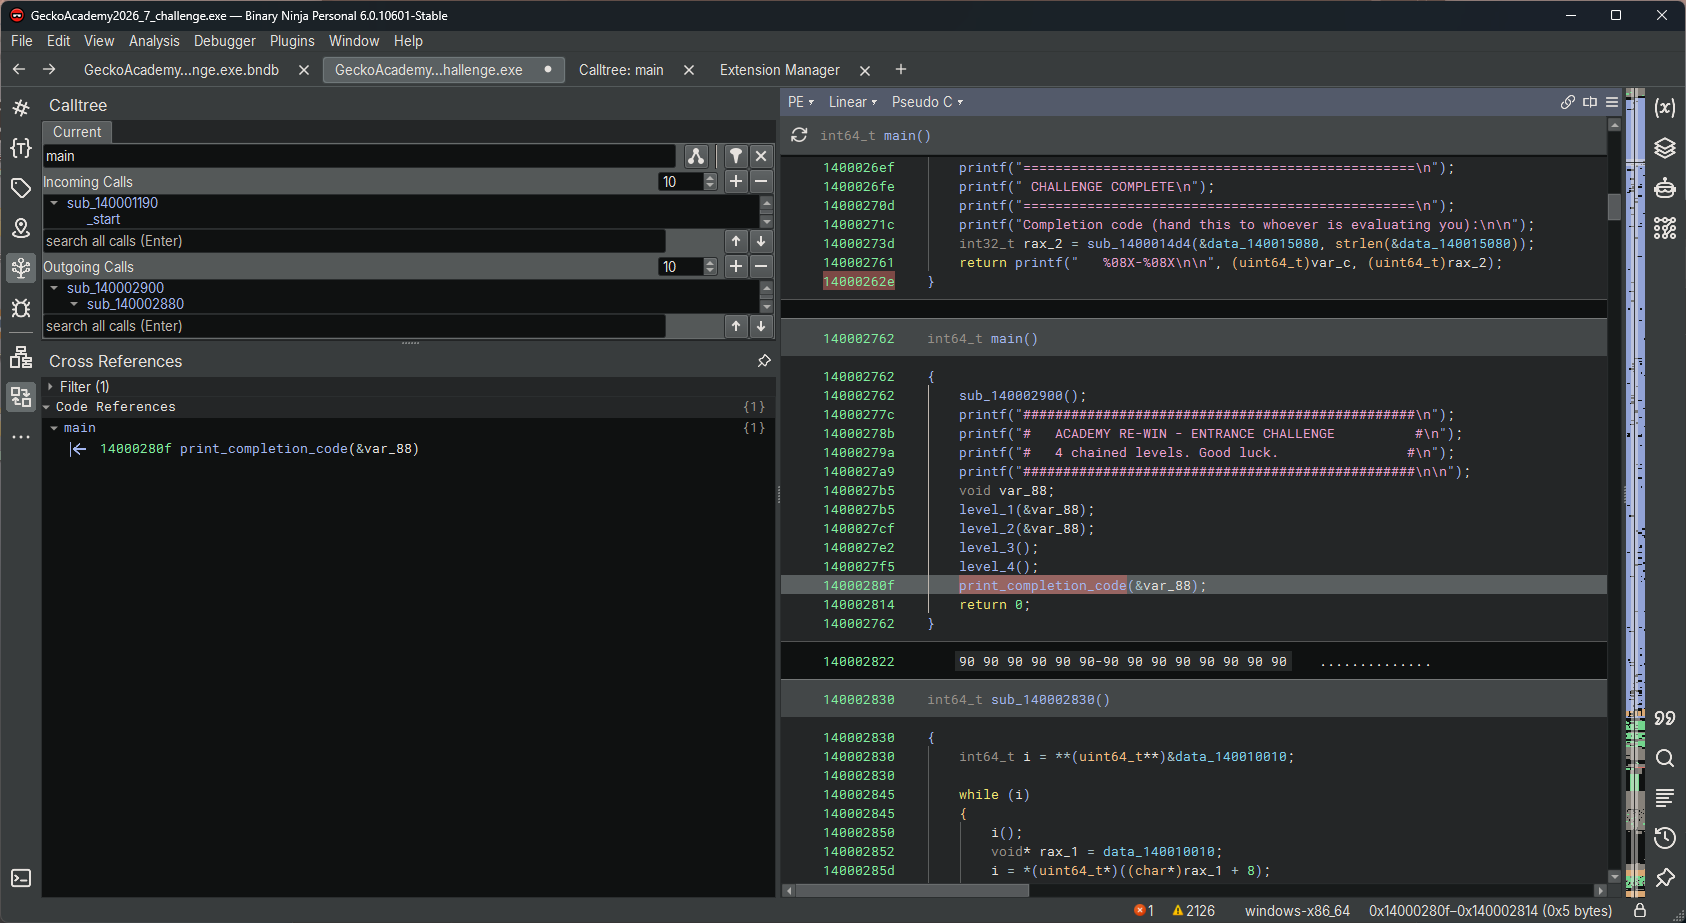 GeckoAcademy2026_7_challenge.exe — Binary Ninja Personal 6.0.10601-Stable
File Edit View Analysis Debugger Plugins Window Help
GeckoAcademy...nge.exe.bndb GeckoAcademy...hallenge.exe Calltree: main Extension Manager
Calltree
Current
main
Incoming Calls 10
sub_140001190
_start
search all calls (Enter)
Outgoing Calls 10
sub_140002900
sub_140002880
search all calls (Enter)
Cross References
Filter (1)
Code References {1}
main {1}
14000280f print_completion_code(&var_88)
PE Linear Pseudo C
int64_t main()
1400026ef printf("=================================================\n");
1400026fe printf(" CHALLENGE COMPLETE\n");
14000270d printf("=================================================\n");
14000271c printf("Completion code (hand this to whoever is evaluating you):\n\n");
14000273d int32_t rax_2 = sub_1400014d4(&data_140015080, strlen(&data_140015080));
140002761 return printf("   %08X-%08X\n\n", (uint64_t)var_c, (uint64_t)rax_2);
14000262e }
140002762 int64_t main()
140002762 {
140002762 sub_140002900();
14000277c printf("#################################################\n");
14000278b printf("#   ACADEMY RE-WIN - ENTRANCE CHALLENGE          #\n");
14000279a printf("#   4 chained levels. Good luck.                #\n");
1400027a9 printf("#################################################\n\n");
1400027b5 void var_88;
1400027b5 level_1(&var_88);
1400027cf level_2(&var_88);
1400027e2 level_3();
1400027f5 level_4();
14000280f print_completion_code(&var_88);
140002814 return 0;
140002762 }
140002822 90 90 90 90 90 90-90 90 90 90 90 90 90 90 ..............
140002830 int64_t sub_140002830()
140002830 {
140002830 int64_t i = **(uint64_t**)&data_140010010;
140002830
140002845 while (i)
140002845 {
140002850 i();
140002852 void* rax_1 = data_140010010;
14000285d i = *(uint64_t*)((char*)rax_1 + 8);
1 2126 windows-x86_64 0x14000280f–0x140002814 (0x5 bytes)